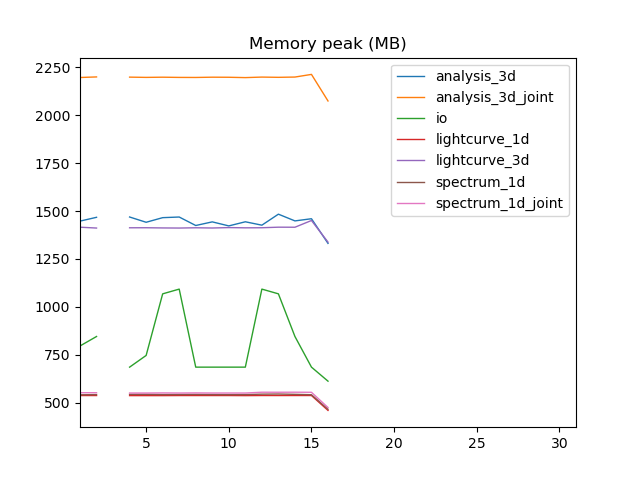 Memory peak (MB)
2250
2000
1750
1500
1250
1000
750
500
5
10
15
20
25
30
analysis_3d
analysis_3d_joint
io
lightcurve_1d
lightcurve_3d
spectrum_1d
spectrum_1d_joint